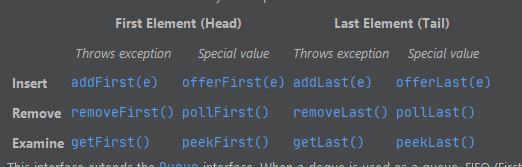 First Element (Head) Last Element (Tail)
Throws exception Special value Throws exception Special value
Insert addFirst(e) offerFirst(e) addLast(e) offerLast(e)
Remove removeFirst() pollFirst() removeLast() pollLast()
Examine getFirst() peekFirst() getLast() peekLast()
This interface extends the Queue interface. When a deque is used as a queue, FIFO (First